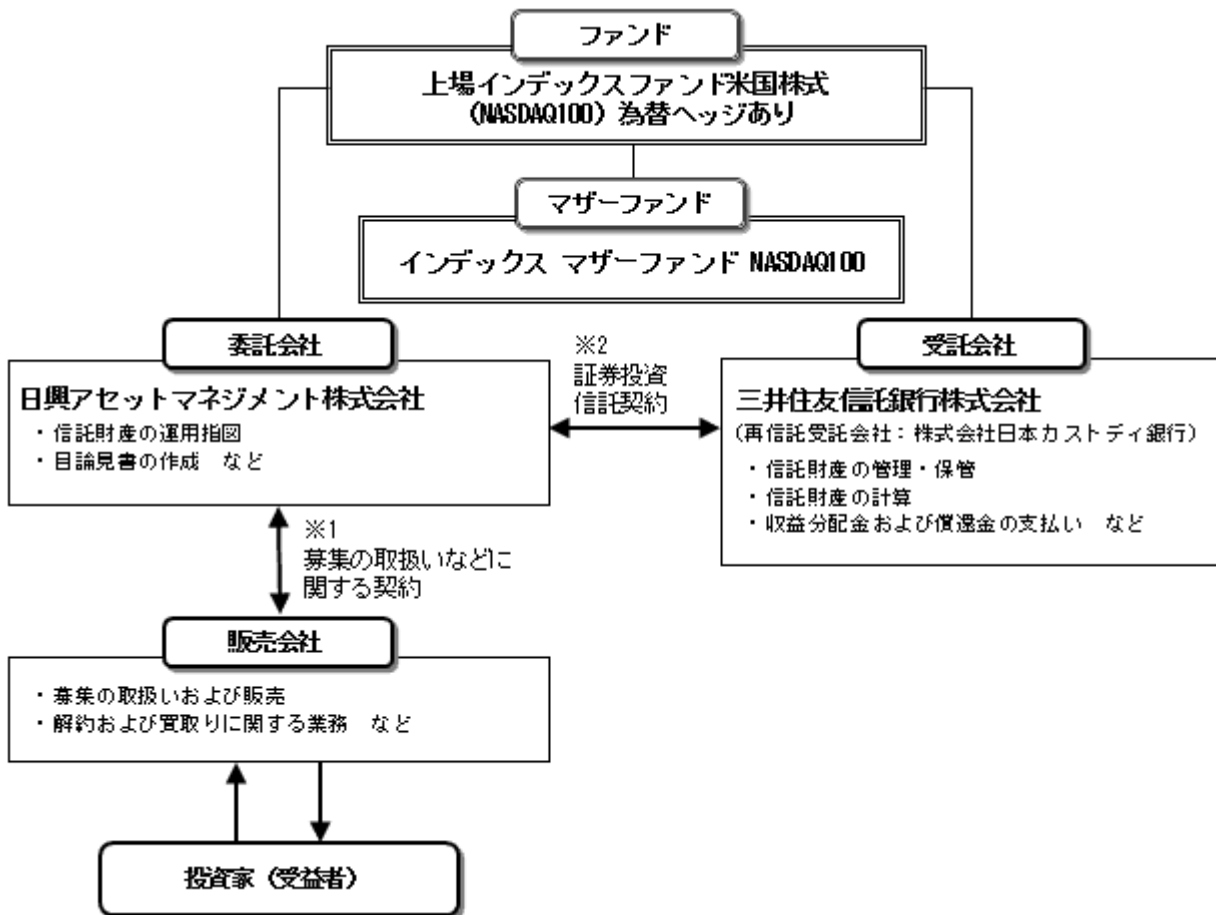 ファンド
上場インデックスファンド米国株式
（NASDAQ100）為替ヘッジあり
マザーファンド
インデックス マザーファンド NASDAQ100
委託会社
日興アセットマネジメント株式会社
・信託財産の運用指図
・目論見書の作成　など
※2
証券投資
信託契約
受託会社
三井住友信託銀行株式会社
（再信託受託会社：株式会社日本カストディ銀行）
・信託財産の管理・保管
・信託財産の計算
・収益分配金および償還金の支払い　など
※1
募集の取扱いなどに
関する契約
販売会社
・募集の取扱いおよび販売
・解約および買取りに関する業務　など
投資家（受益者）